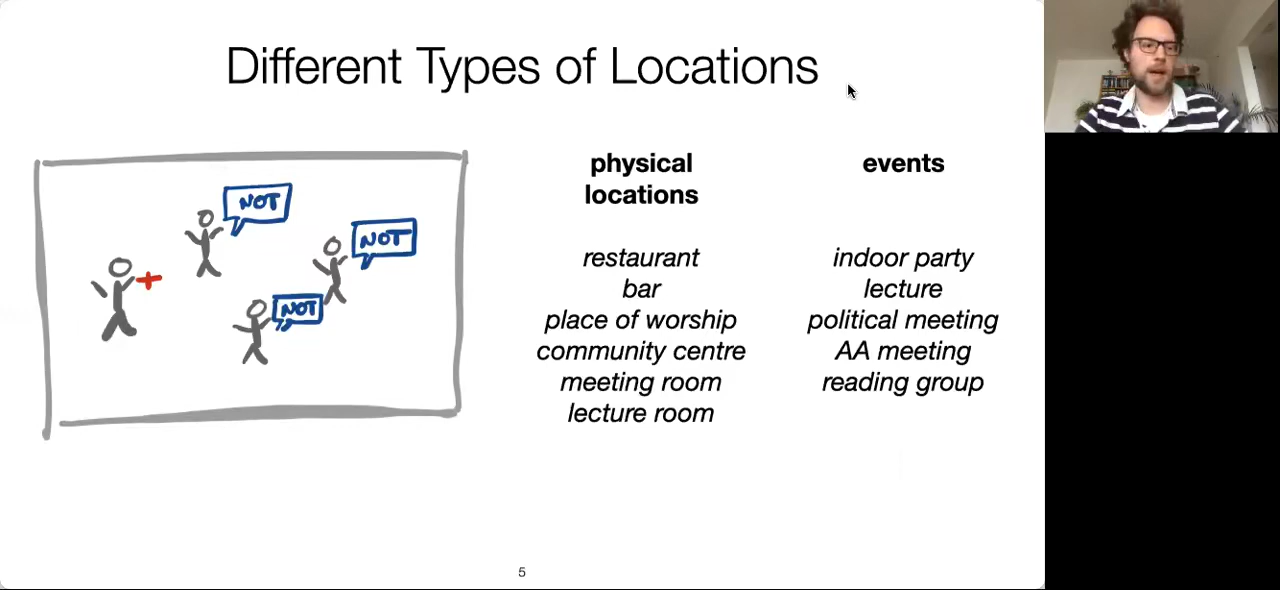 Different Types of Locations
NOT
NOT
NOT
physical
locations
restaurant
bar
place of worship
community centre
meeting room
lecture room
events
indoor party
lecture
political meeting
AA meeting
reading group
5